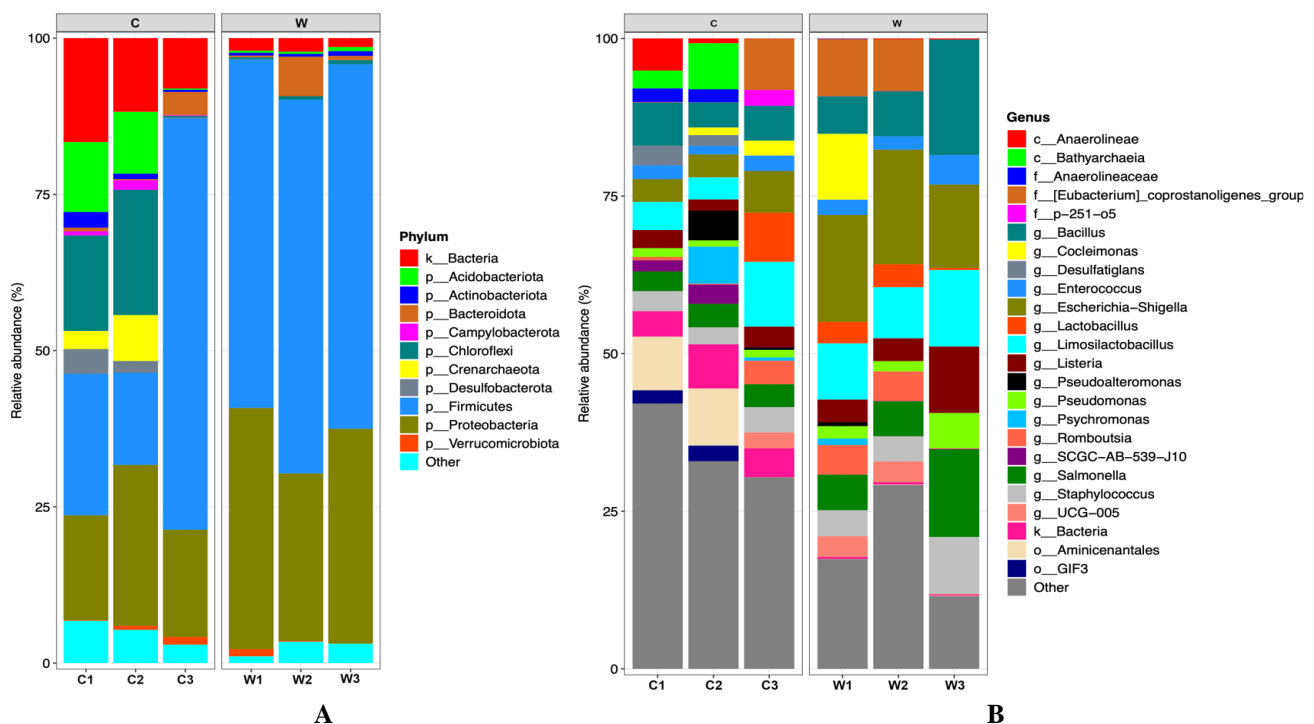 C
W
100
75
50
25
0
Relative abundance (%)
C1
C2
C3
W1
W2
W3
Phylum
k__Bacteria
p__Acidobacteriota
p__Actinobacteriota
p__Bacteroidota
p__Campylobacterota
p__Chloroflexi
p__Crenarchaeota
p__Desulfobacterota
p__Firmicutes
p__Proteobacteria
p__Verrucomicrobiota
Other
A
C
W
100
75
50
25
0
Relative abundance (%)
C1
C2
C3
W1
W2
W3
Genus
c__Anaerolineae
c__Bathyarchaeia
f__Anaerolineaceae
f__[Eubacterium]_coprostanoligenes_group
f__p-251-o5
g__Bacillus
g__Cocleimonas
g__Desulfatiglans
g__Enterococcus
g__Escherichia-Shigella
g__Lactobacillus
g__Limosilactobacillus
g__Listeria
g__Pseudoalteromonas
g__Pseudomonas
g__Psychromonas
g__Romboutsia
g__SCGC-AB-539-J10
g__Salmonella
g__Staphylococcus
g__UCG-005
k__Bacteria
o__Aminicenantales
o__GIF3
Other
B